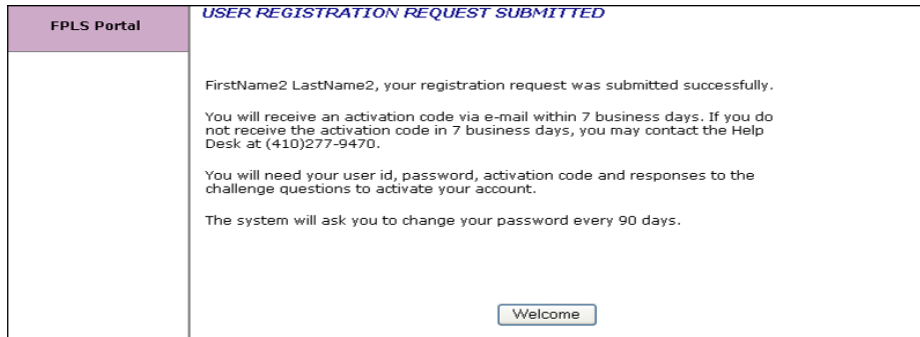 FPLS Portal
USER REGISTRATION REQUEST SUBMITTED
FirstName2 LastName2, your registration request was submitted successfully.
You will receive an activation code via e-mail within 7 business days. If you do
not receive the activation code in 7 business days, you may contact the Help
Desk at (410)277-9470.
You will need your user id, password, activation code and responses to the
challenge questions to activate your account.
The system will ask you to change your password every 90 days.
Welcome